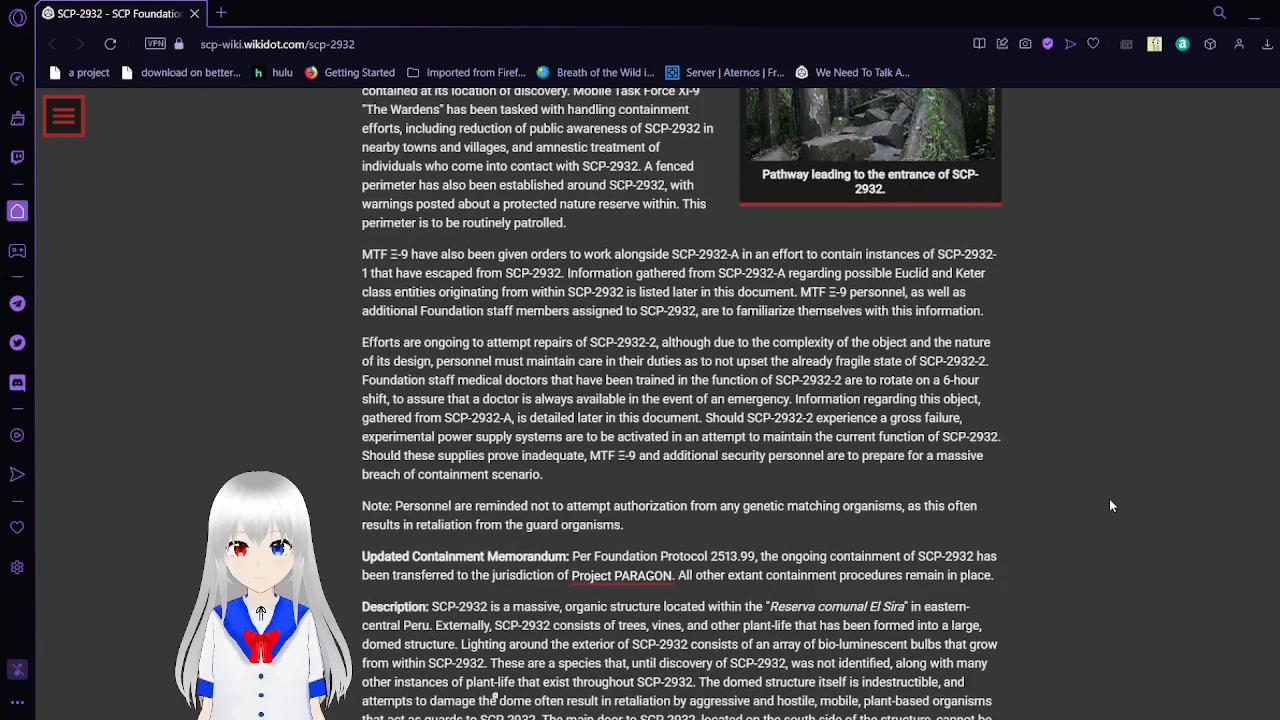 SCP-2932 - SCP Foundatio
scp-wiki.wikidot.com/scp-2932
VPN
a project
download on better...
hulu
Getting Started
Imported from Firef...
Breath of the Wild i...
Server | Aternos | Fr...
We Need To Talk A...
contained at its location of discovery. Mobile Task Force Xi-9
"The Wardens" has been tasked with handling containment
efforts, including reduction of public awareness of SCP-2932 in
nearby towns and villages, and amnestic treatment of
individuals who come into contact with SCP-2932. A fenced
perimeter has also been established around SCP-2932, with
warnings posted about a protected nature reserve within. This
perimeter is to be routinely patrolled.
Pathway leading to the entrance of SCP-
2932.
MTF Ξ-9 have also been given orders to work alongside SCP-2932-A in an effort to contain instances of SCP-2932-
1 that have escaped from SCP-2932. Information gathered from SCP-2932-A regarding possible Euclid and Keter
class entities originating from within SCP-2932 is listed later in this document. MTF Ξ-9 personnel, as well as
additional Foundation staff members assigned to SCP-2932, are to familiarize themselves with this information.
Efforts are ongoing to attempt repairs of SCP-2932-2, although due to the complexity of the object and the nature
of its design, personnel must maintain care in their duties as to not upset the already fragile state of SCP-2932-2.
Foundation staff medical doctors that have been trained in the function of SCP-2932-2 are to rotate on a 6-hour
shift, to assure that a doctor is always available in the event of an emergency. Information regarding this object,
gathered from SCP-2932-A, is detailed later in this document. Should SCP-2932-2 experience a gross failure,
experimental power supply systems are to be activated in an attempt to maintain the current function of SCP-2932.
Should these supplies prove inadequate, MTF Ξ-9 and additional security personnel are to prepare for a massive
breach of containment scenario.
Note: Personnel are reminded not to attempt authorization from any genetic matching organisms, as this often
results in retaliation from the guard organisms.
Updated Containment Memorandum: Per Foundation Protocol 2513.99, the ongoing containment of SCP-2932 has
been transferred to the jurisdiction of Project PARAGON. All other extant containment procedures remain in place.
Description: SCP-2932 is a massive, organic structure located within the "Reserva comunal El Sira" in eastern-
central Peru. Externally, SCP-2932 consists of trees, vines, and other plant-life that has been formed into a large,
domed structure. Lighting around the exterior of SCP-2932 consists of an array of bio-luminescent bulbs that grow
from within SCP-2932. These are a species that, until discovery of SCP-2932, was not identified, along with many
other instances of plant-life that exist throughout SCP-2932. The domed structure itself is indestructible, and
attempts to damage the dome often result in retaliation by aggressive and hostile, mobile, plant-based organisms
that act as guards to SCP-2932. The main door to SCP-2932, located on the south side of the structure, cannot be